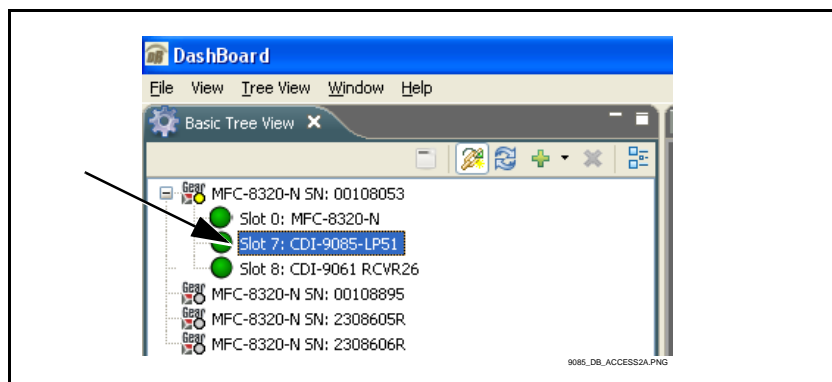 DashBoard
File View Tree View Window Help
Basic Tree View
Gear MFC-8320-N SN: 00108053
Slot 0: MFC-8320-N
Slot 7: CDI-9085-LP51
Slot 8: CDI-9061 RCVR26
Gear MFC-8320-N SN: 00108895
Gear MFC-8320-N SN: 2308605R
Gear MFC-8320-N SN: 2308606R
9085_DB_ACCESS2A.PNG